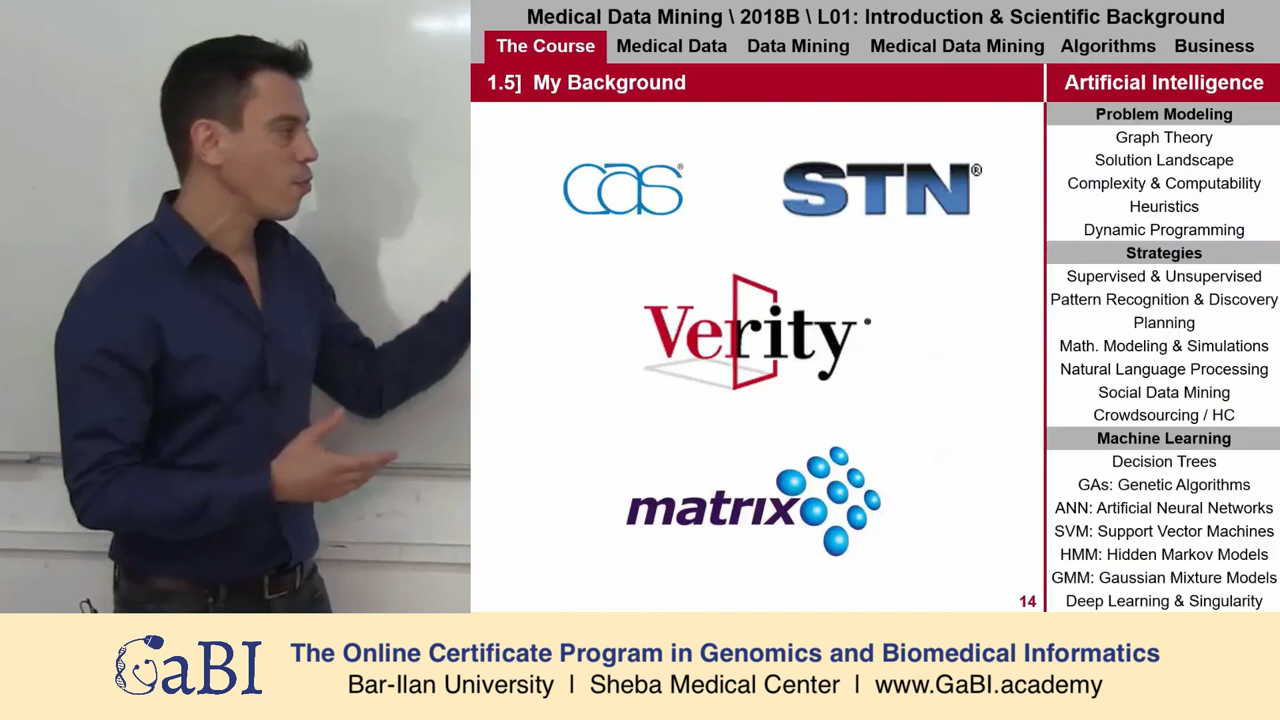 Medical Data Mining \ 2018B \ L01: Introduction & Scientific Background
The Course Medical Data Data Mining Medical Data Mining Algorithms Business
1.5] My Background
Artificial Intelligence
cas®
STN®
Verity
matrix
14
Problem Modeling
Graph Theory
Solution Landscape
Complexity & Computability
Heuristics
Dynamic Programming
Strategies
Supervised & Unsupervised
Pattern Recognition & Discovery
Planning
Math. Modeling & Simulations
Natural Language Processing
Social Data Mining
Crowdsourcing / HC
Machine Learning
Decision Trees
GAs: Genetic Algorithms
ANN: Artificial Neural Networks
SVM: Support Vector Machines
HMM: Hidden Markov Models
GMM: Gaussian Mixture Models
Deep Learning & Singularity
GaBI
The Online Certificate Program in Genomics and Biomedical Informatics
Bar-Ilan University | Sheba Medical Center | www.GaBI.academy